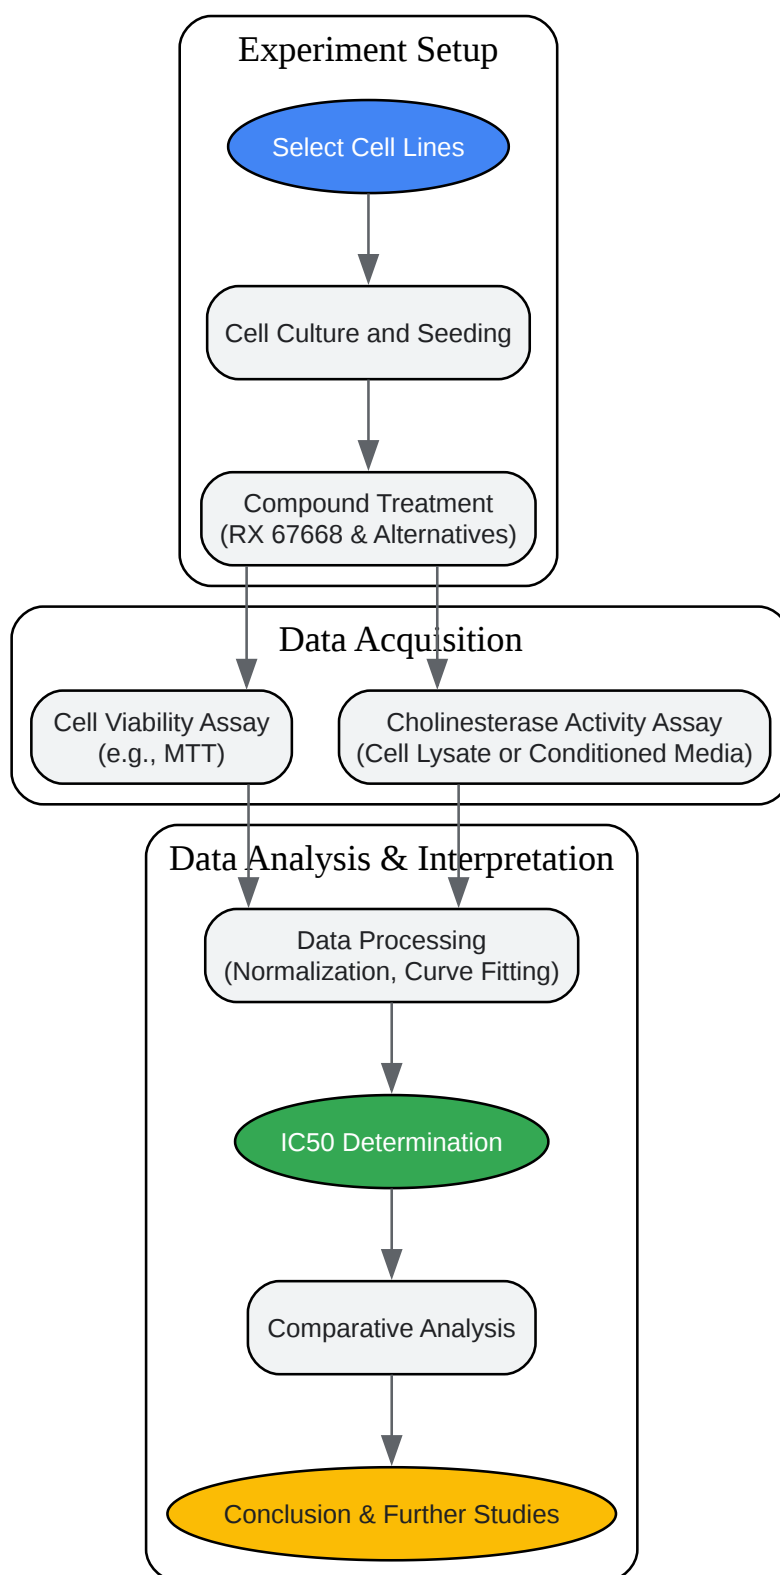 Experiment Setup
Select Cell Lines
Cell Culture and Seeding
Compound Treatment
(RX 67668 & Alternatives)
Data Acquisition
Cell Viability Assay
(e.g., MTT)
Cholinesterase Activity Assay
(Cell Lysate or Conditioned Media)
Data Analysis & Interpretation
Data Processing
(Normalization, Curve Fitting)
IC50 Determination
Comparative Analysis
Conclusion & Further Studies